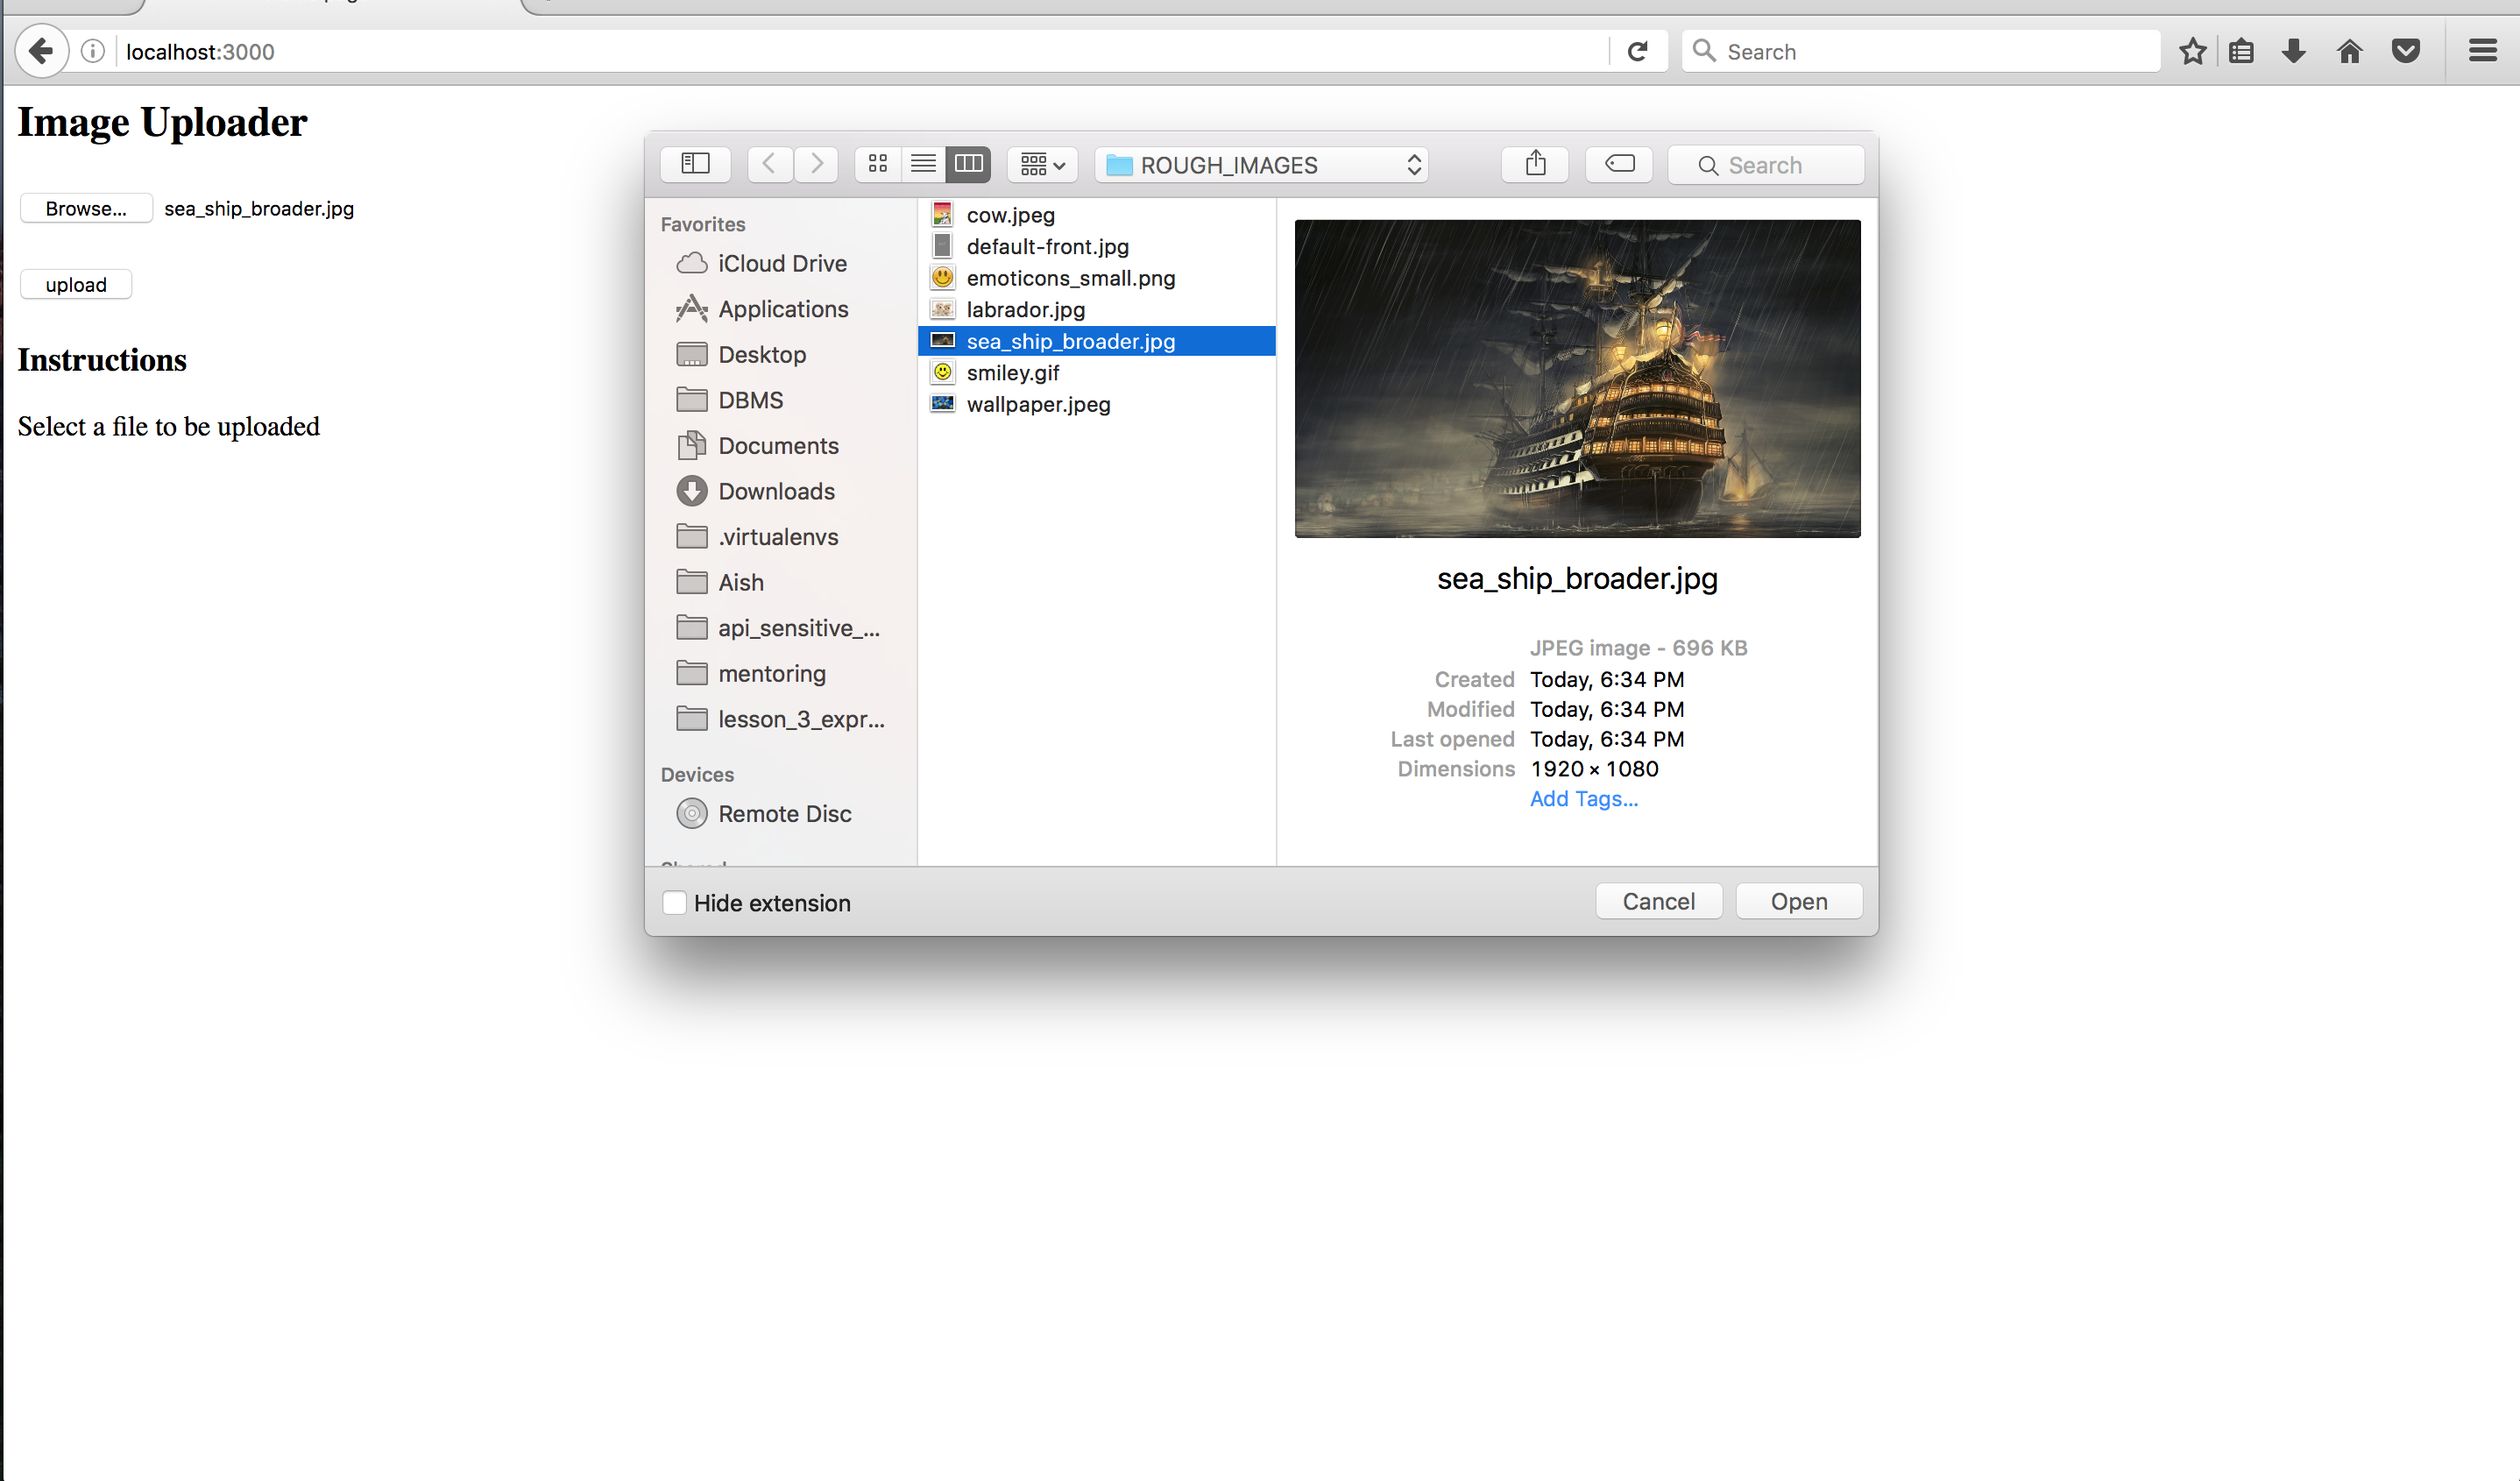 localhost:3000
Search
Image Uploader
Browse... sea_ship_broader.jpg
upload
Instructions
Select a file to be uploaded
ROUGH_IMAGES
Search
Favorites
iCloud Drive
Applications
Desktop
DBMS
Documents
Downloads
.virtualenvs
Aish
api_sensitive_...
mentoring
lesson_3_expr...
Devices
Remote Disc
cow.jpeg
default-front.jpg
emoticons_small.png
labrador.jpg
sea_ship_broader.jpg
smiley.gif
wallpaper.jpeg
sea_ship_broader.jpg
JPEG image - 696 KB
Created Today, 6:34 PM
Modified Today, 6:34 PM
Last opened Today, 6:34 PM
Dimensions 1920 × 1080
Add Tags...
Hide extension
Cancel
Open